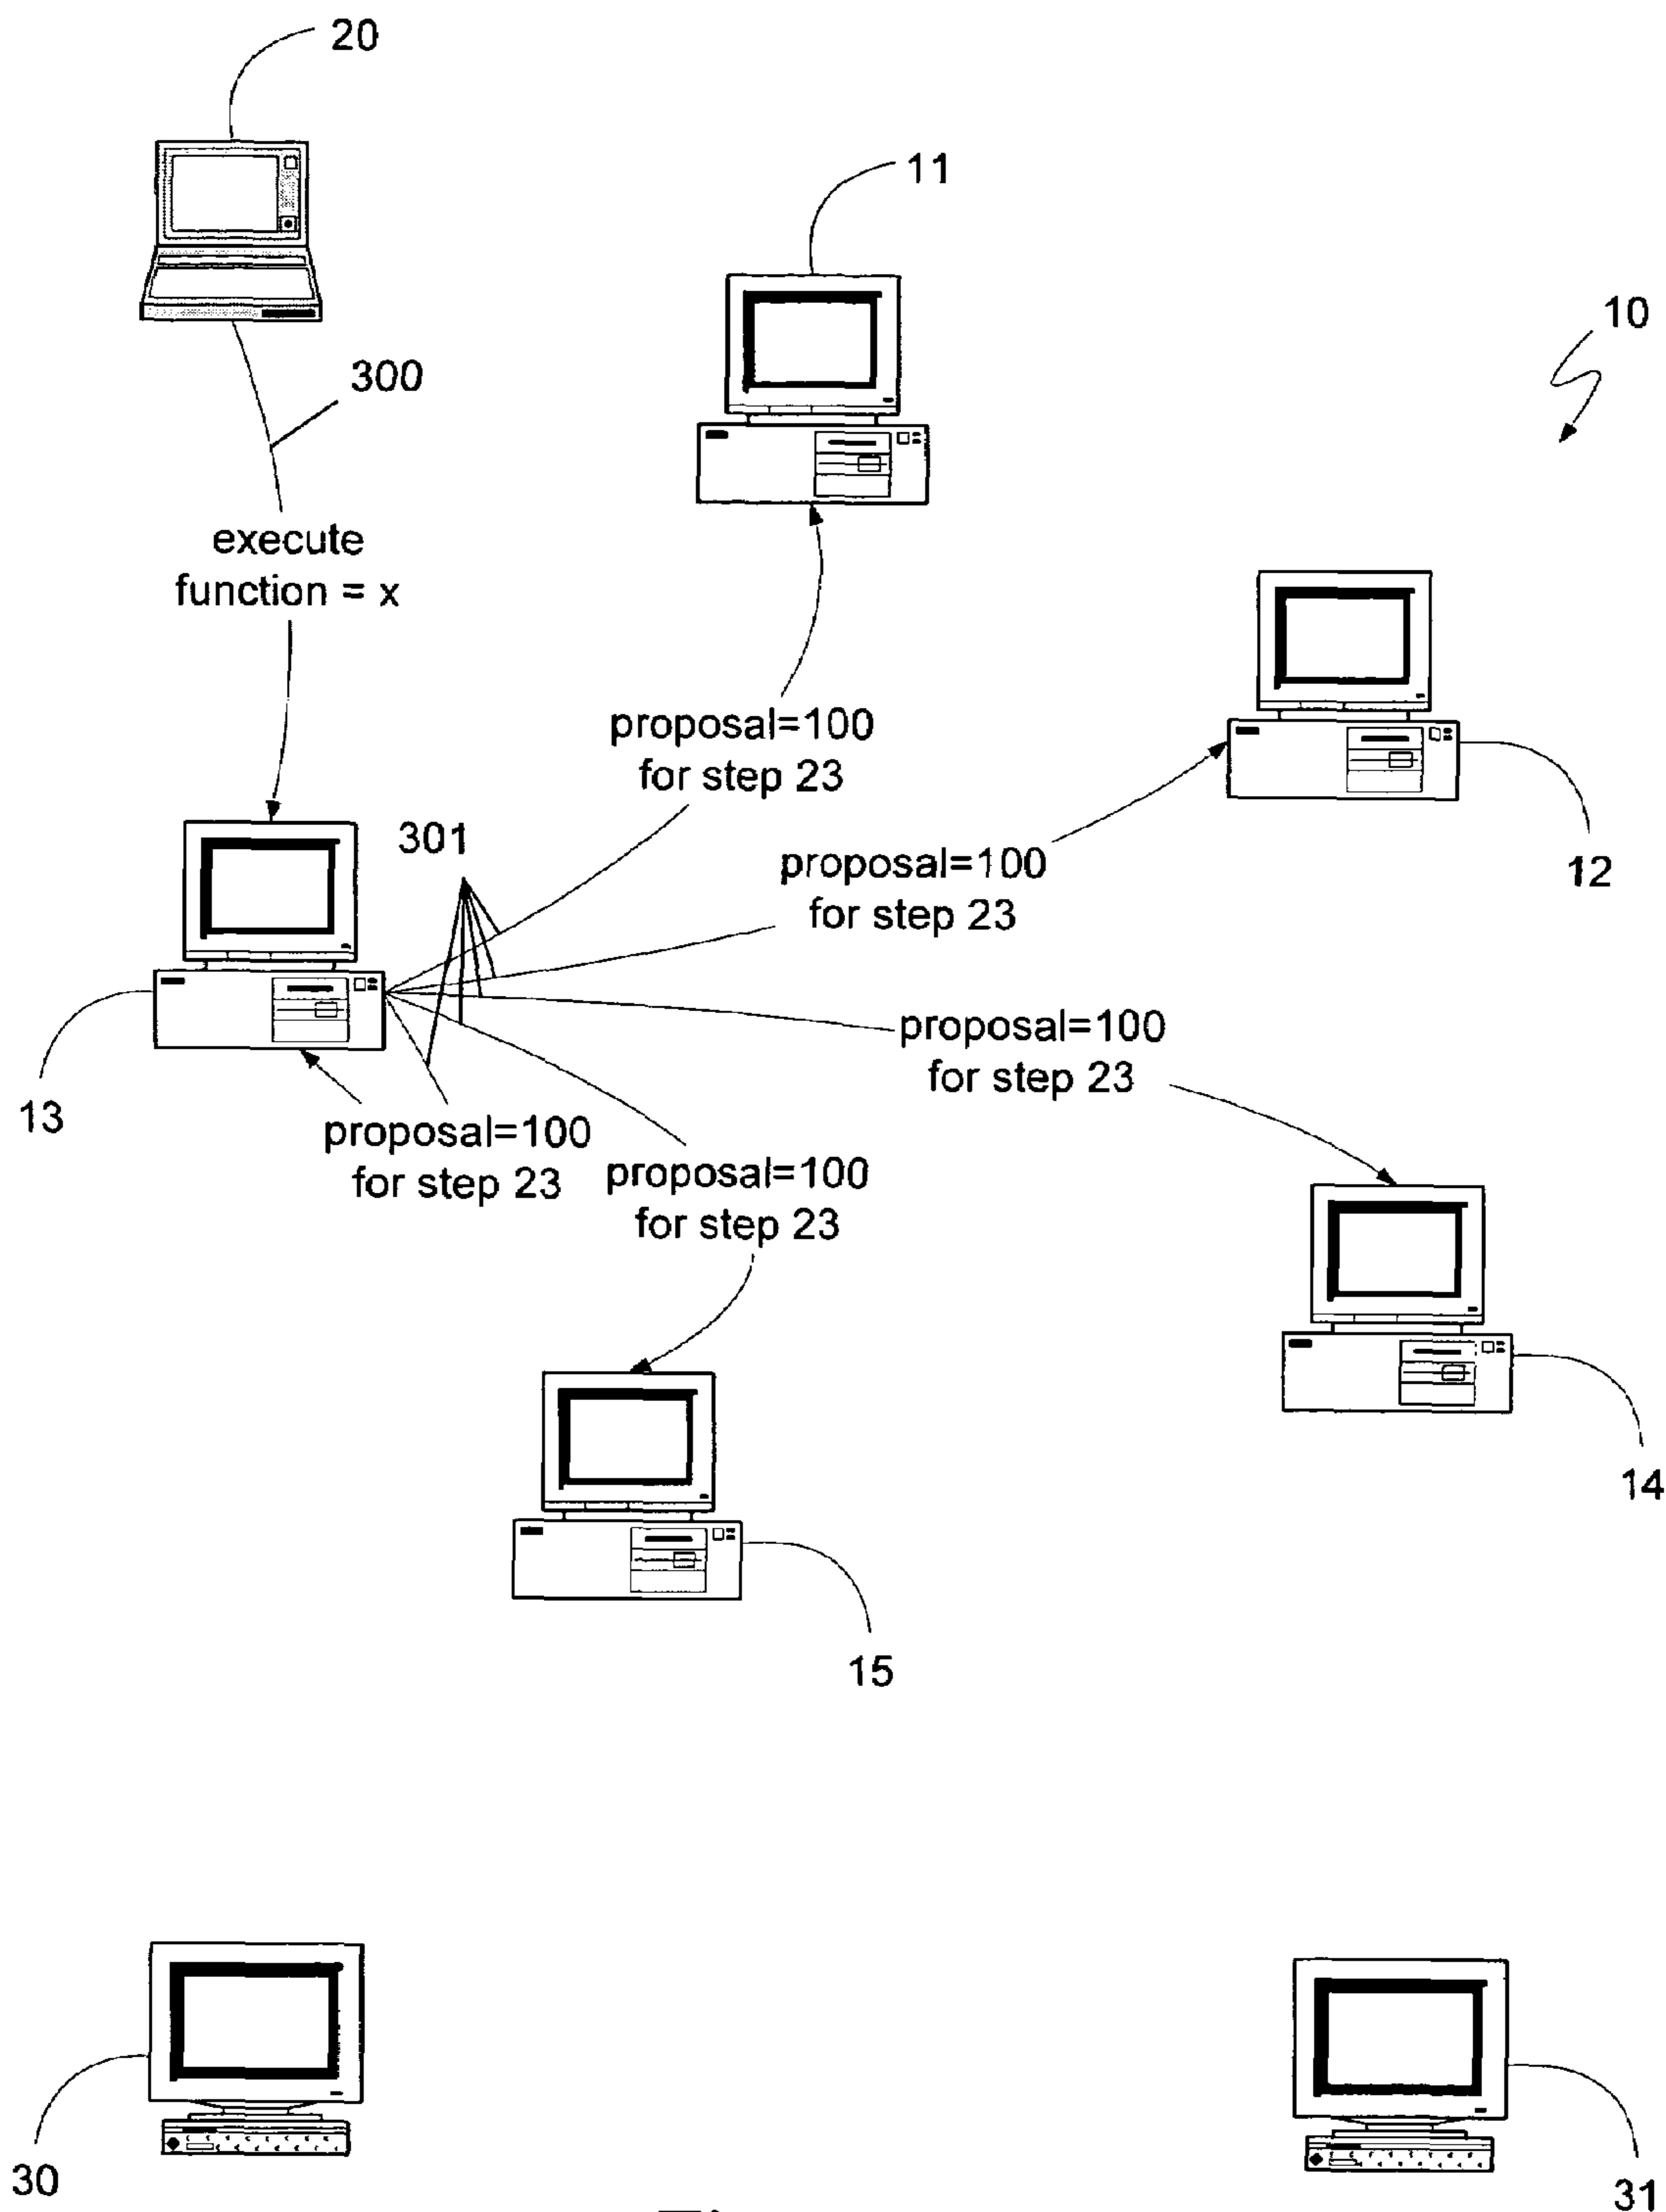 20
11
10
300
execute
function = x
proposal=100
for step 23
301
proposal=100
for step 23
12
proposal=100
for step 23
13
proposal=100
for step 23
proposal=100
for step 23
14
15
30
31